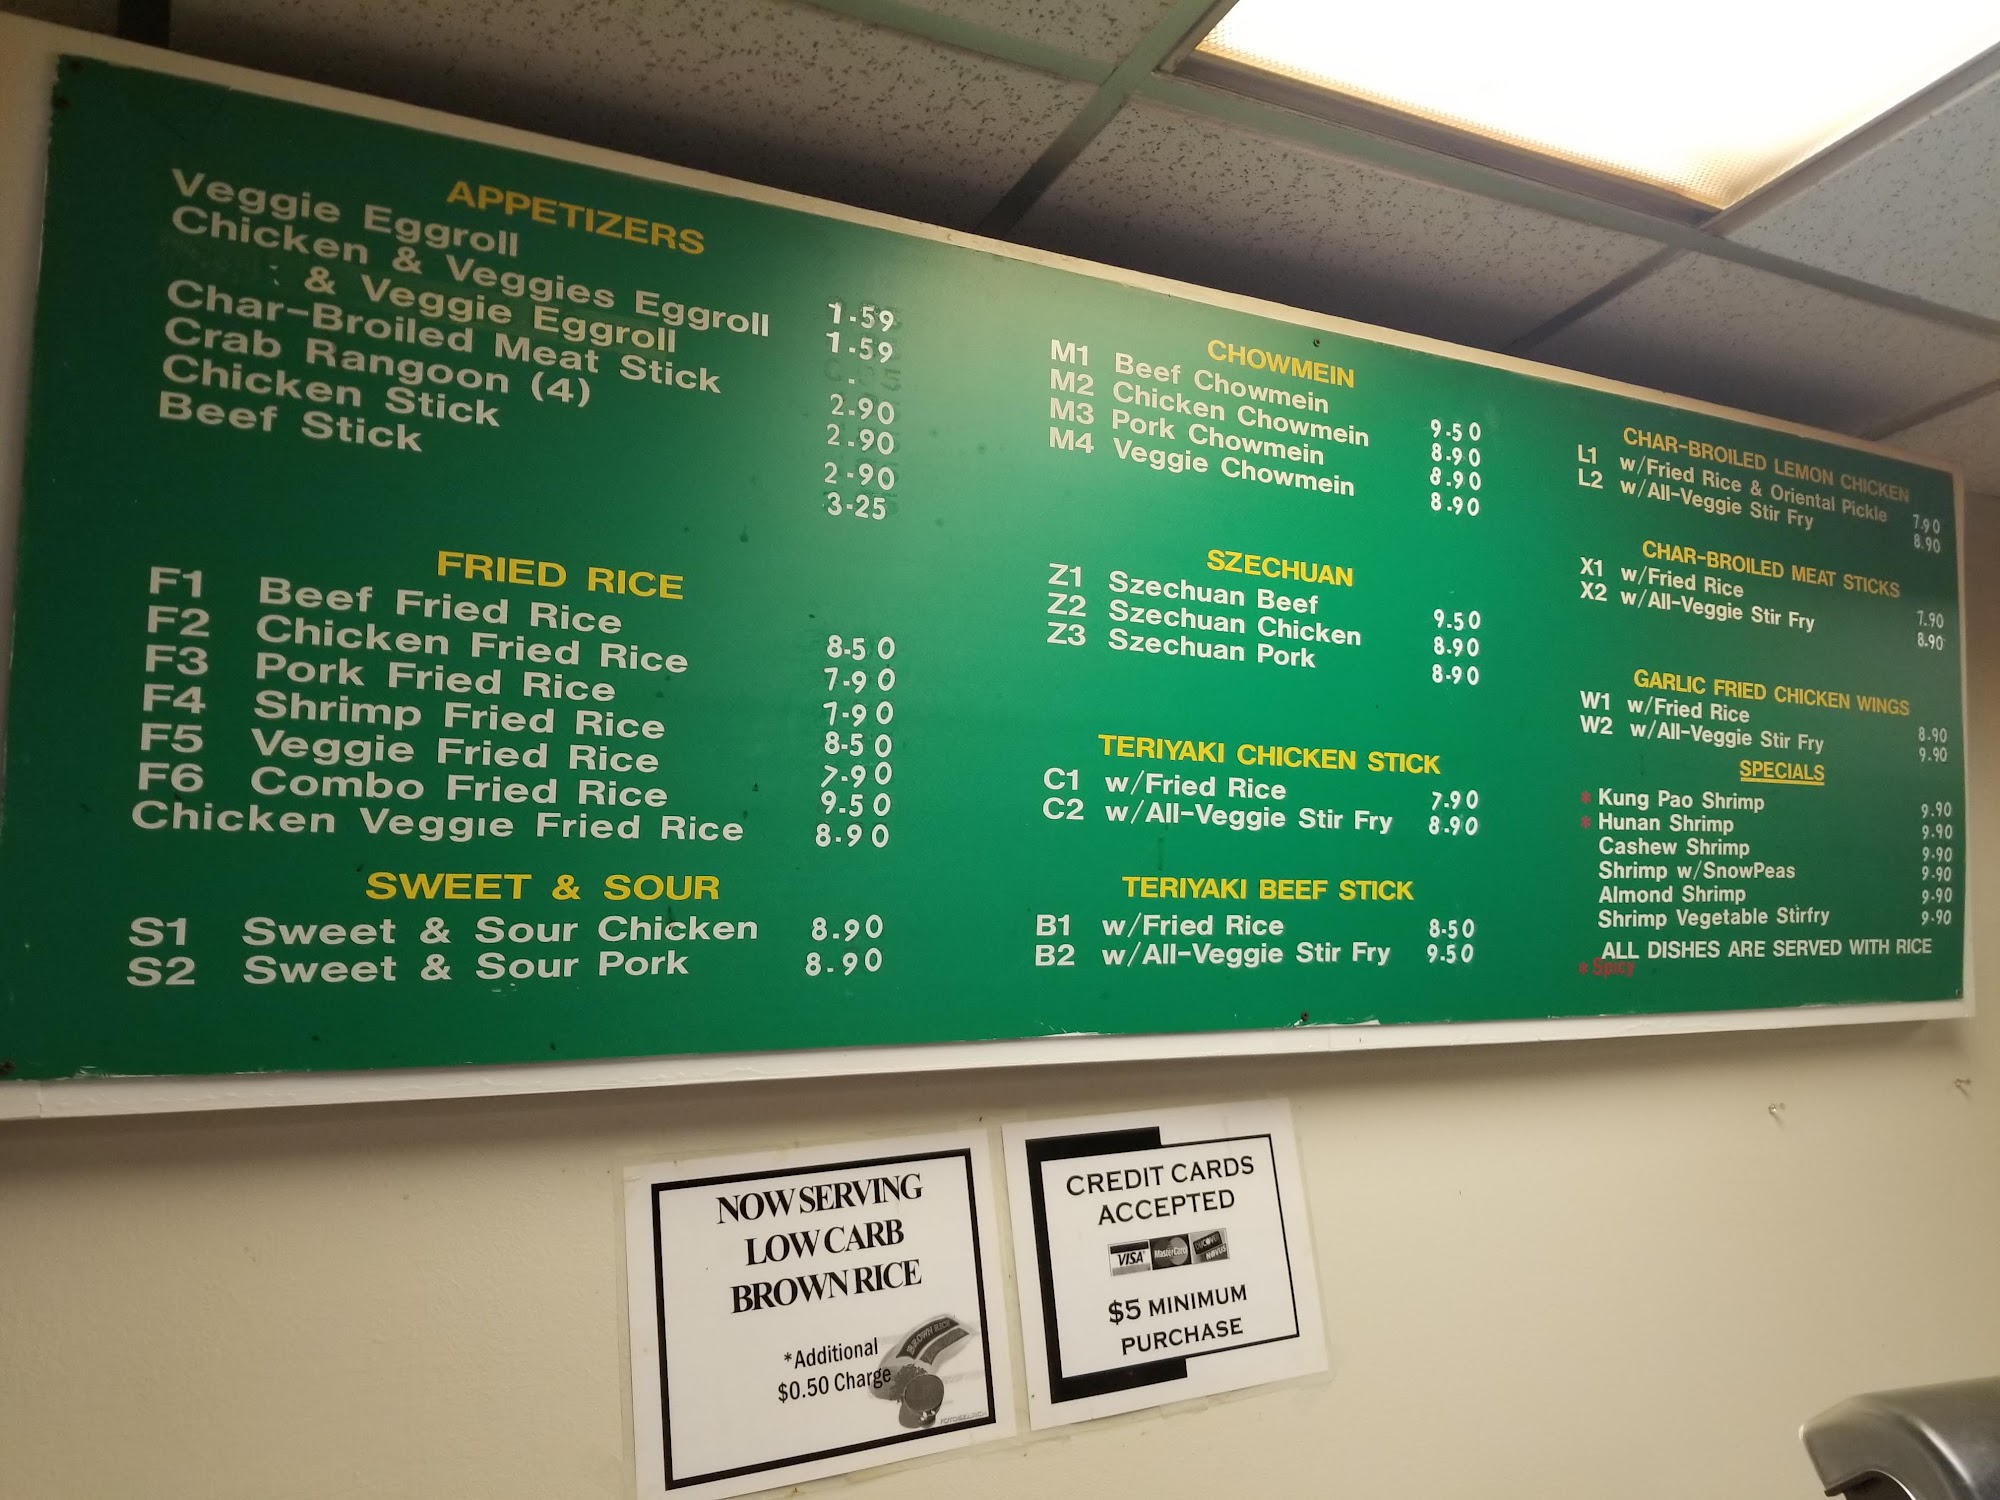 APPETIZERS
Veggie Eggroll 1-59
Chicken & Veggies Eggroll 1-59
& Veggie Eggroll
Char-Broiled Meat Stick 2-90
Crab Rangoon (4) 2-90
Chicken Stick 2-90
Beef Stick 3-25
FRIED RICE
F1 Beef Fried Rice 8-50
F2 Chicken Fried Rice 7-90
F3 Pork Fried Rice 7-90
F4 Shrimp Fried Rice 8-50
F5 Veggie Fried Rice 7-90
F6 Combo Fried Rice 9-50
Chicken Veggie Fried Rice 8-90
SWEET & SOUR
S1 Sweet & Sour Chicken 8.90
S2 Sweet & Sour Pork 8-90
CHOWMEIN
M1 Beef Chowmein 9-50
M2 Chicken Chowmein 8-90
M3 Pork Chowmein 8.90
M4 Veggie Chowmein 8-90
SZECHUAN
Z1 Szechuan Beef 9.50
Z2 Szechuan Chicken 8-90
Z3 Szechuan Pork 8-90
TERIYAKI CHICKEN STICK
C1 w/Fried Rice 7.90
C2 w/All-Veggie Stir Fry 8-90
TERIYAKI BEEF STICK
B1 w/Fried Rice 8-50
B2 w/All-Veggie Stir Fry 9.50
CHAR-BROILED LEMON CHICKEN
L1 w/Fried Rice & Oriental Pickle 7.90
L2 w/All-Veggie Stir Fry 8.90
CHAR-BROILED MEAT STICKS
X1 w/Fried Rice 7.90
X2 w/All-Veggie Stir Fry 8-90
GARLIC FRIED CHICKEN WINGS
W1 w/Fried Rice 8-90
W2 w/All-Veggie Stir Fry 9.90
SPECIALS
* Kung Pao Shrimp 9.90
* Hunan Shrimp 9-90
Cashew Shrimp 9-90
Shrimp w/SnowPeas 9-90
Almond Shrimp 9-90
Shrimp Vegetable Stirfry 9-90
ALL DISHES ARE SERVED WITH RICE
* Spicy
NOW SERVING
LOW CARB
BROWN RICE
*Additional
$0.50 Charge
BROWN RICE
CREDIT CARDS
ACCEPTED
VISA MasterCard DISCOVER NOVUS
$5 MINIMUM
PURCHASE